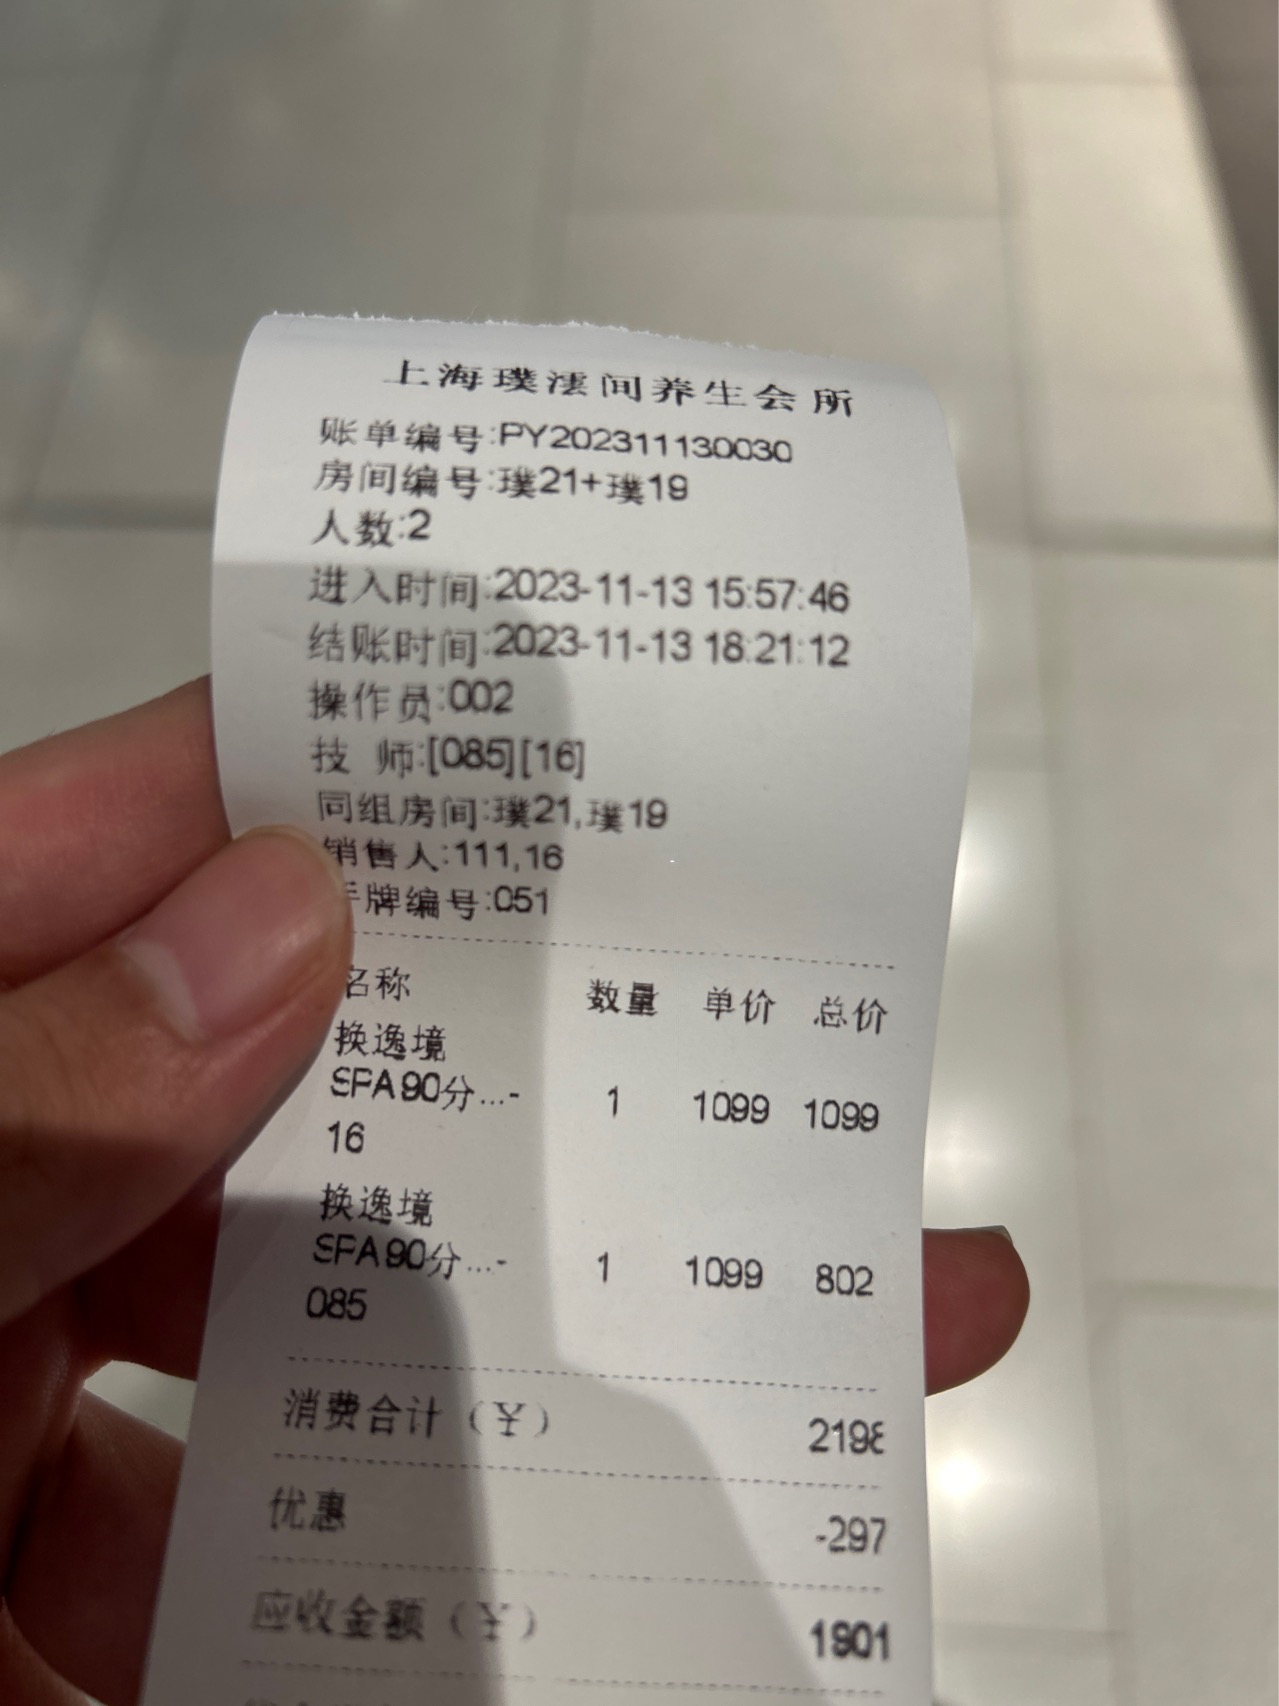 上海璞澐间养生会所
账单编号:PY202311130030
房间编号:璞21+璞19
人数:2
进入时间:2023-11-13 15:57:46
结账时间:2023-11-13 18:21:12
操作员:002
技 师:[085][16]
同组房间:璞21,璞19
销售人:111,16
手牌编号:051
名称 数量 单价 总价
换逸境
SPA90分...- 1 1099 1099
16
换逸境
SPA90分...- 1 1099 802
085
消费合计(¥) 2198
优惠 -297
应收金额(¥) 1901